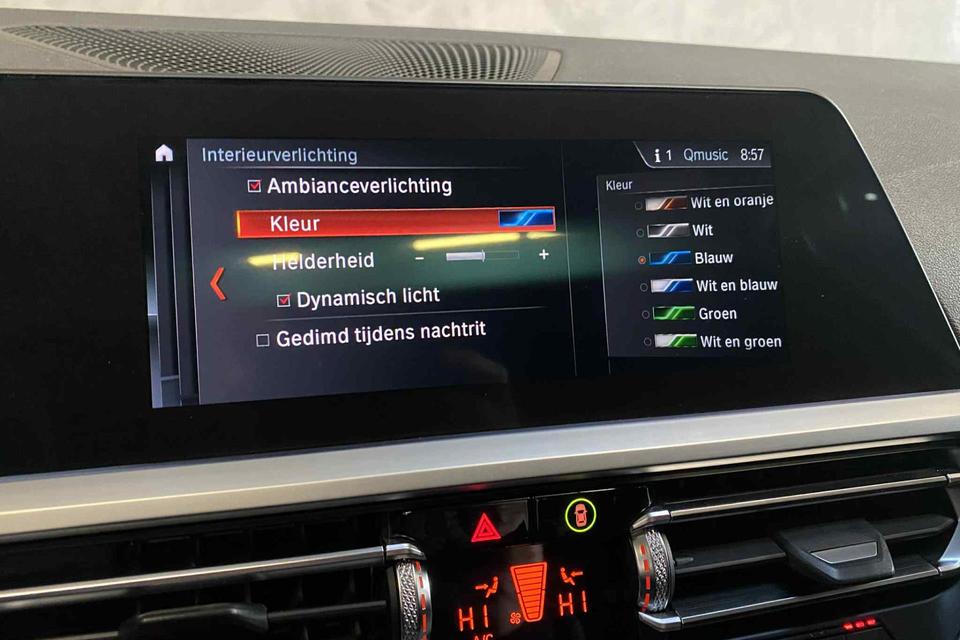 Interieurverlichting
i 1 Qmusic 8:57
Ambianceverlichting
Kleur
Helderheid
- +
Dynamisch licht
Gedimd tijdens nachtrit
Kleur
Wit en oranje
Wit
Blauw
Wit en blauw
Groen
Wit en groen
HI HI
A/C